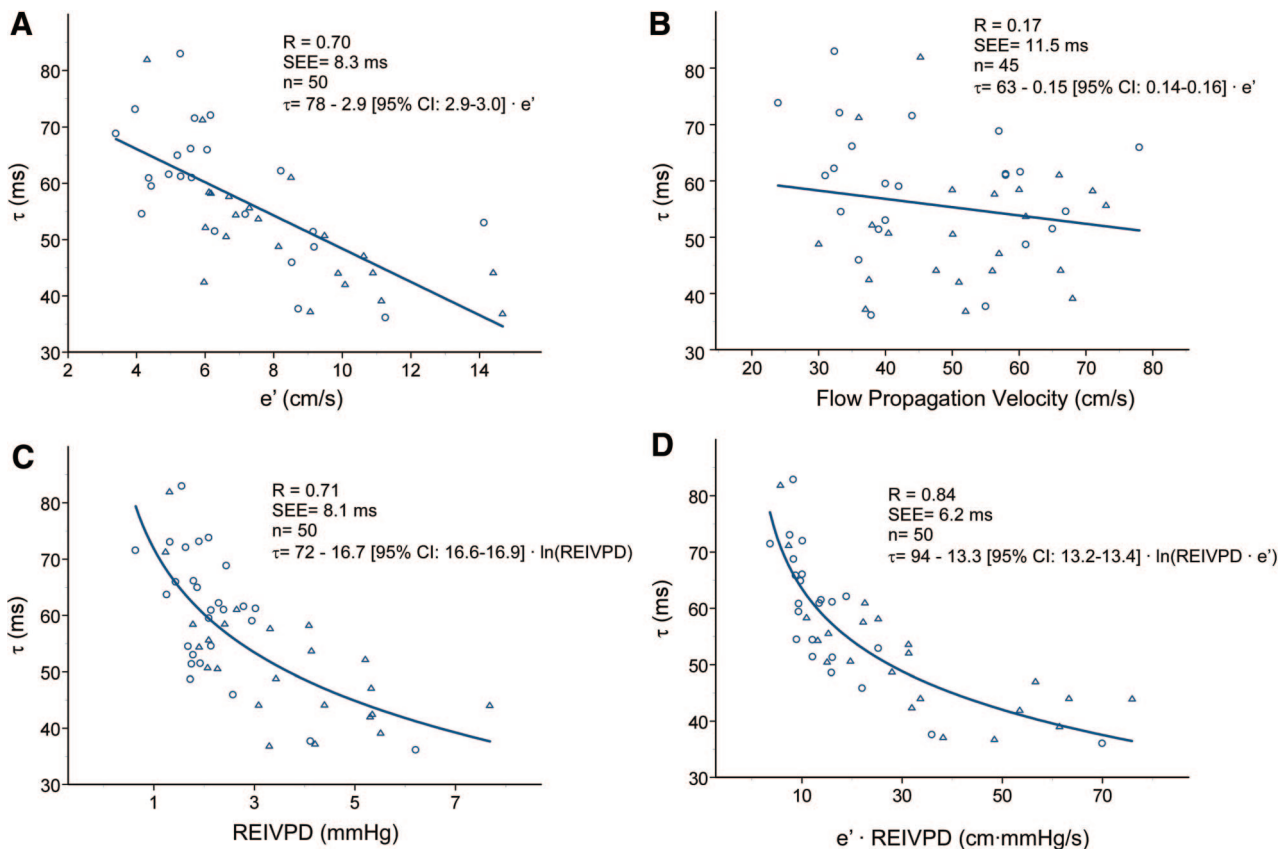 A
R = 0.70
SEE= 8.3 ms
n= 50
τ= 78 - 2.9 [95% CI: 2.9-3.0] · e'
80
70
60
50
40
30
τ (ms)
2 4 6 8 10 12 14
e' (cm/s)
B
R = 0.17
SEE= 11.5 ms
n= 45
τ= 63 - 0.15 [95% CI: 0.14-0.16] · e'
80
70
60
50
40
30
τ (ms)
20 30 40 50 60 70 80
Flow Propagation Velocity (cm/s)
C
R = 0.71
SEE= 8.1 ms
n= 50
τ= 72 - 16.7 [95% CI: 16.6-16.9] · ln(REIVPD)
80
70
60
50
40
30
τ (ms)
1 3 5 7
REIVPD (mmHg)
D
R = 0.84
SEE= 6.2 ms
n= 50
τ= 94 - 13.3 [95% CI: 13.2-13.4] · ln(REIVPD · e')
80
70
60
50
40
30
τ (ms)
10 30 50 70
e' · REIVPD (cm·mmHg/s)